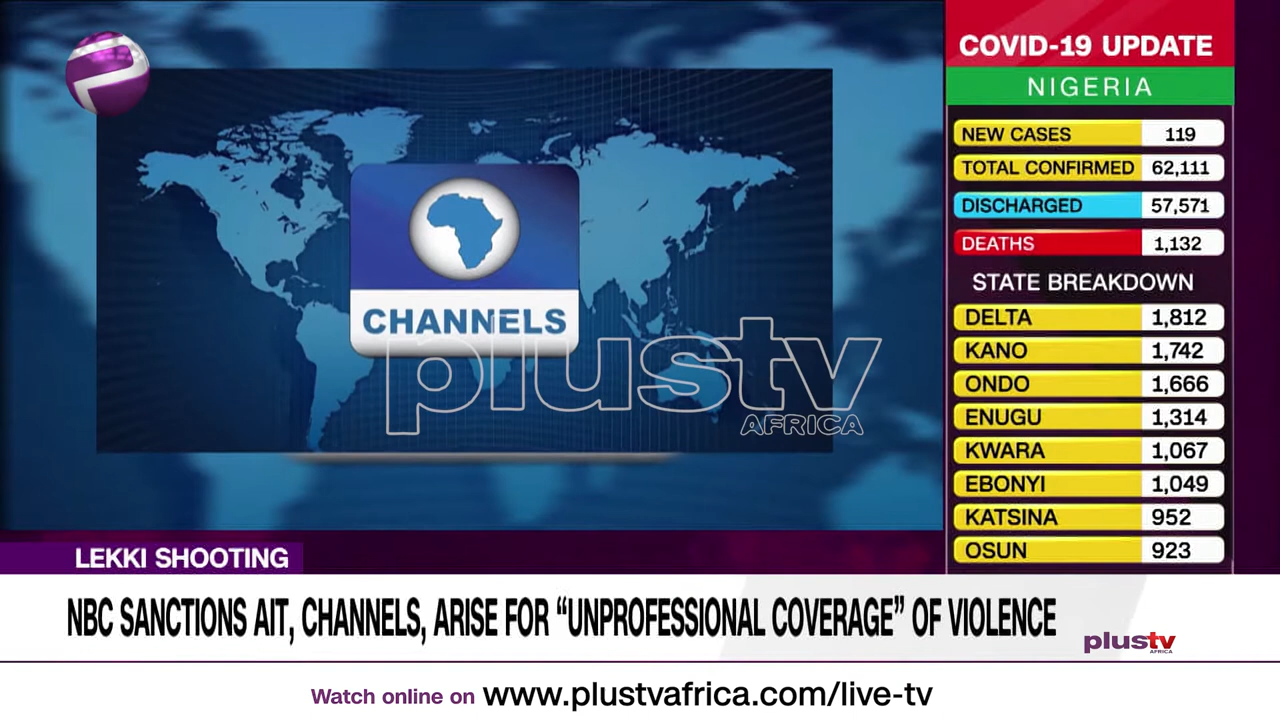 CHANNELS
plustv
AFRICA
COVID-19 UPDATE
NIGERIA
NEW CASES 119
TOTAL CONFIRMED 62,111
DISCHARGED 57,571
DEATHS 1,132
STATE BREAKDOWN
DELTA 1,812
KANO 1,742
ONDO 1,666
ENUGU 1,314
KWARA 1,067
EBONYI 1,049
KATSINA 952
OSUN 923
LEKKI SHOOTING
NBC SANCTIONS AIT, CHANNELS, ARISE FOR “UNPROFESSIONAL COVERAGE” OF VIOLENCE
plustv
AFRICA
Watch online on www.plustvafrica.com/live-tv